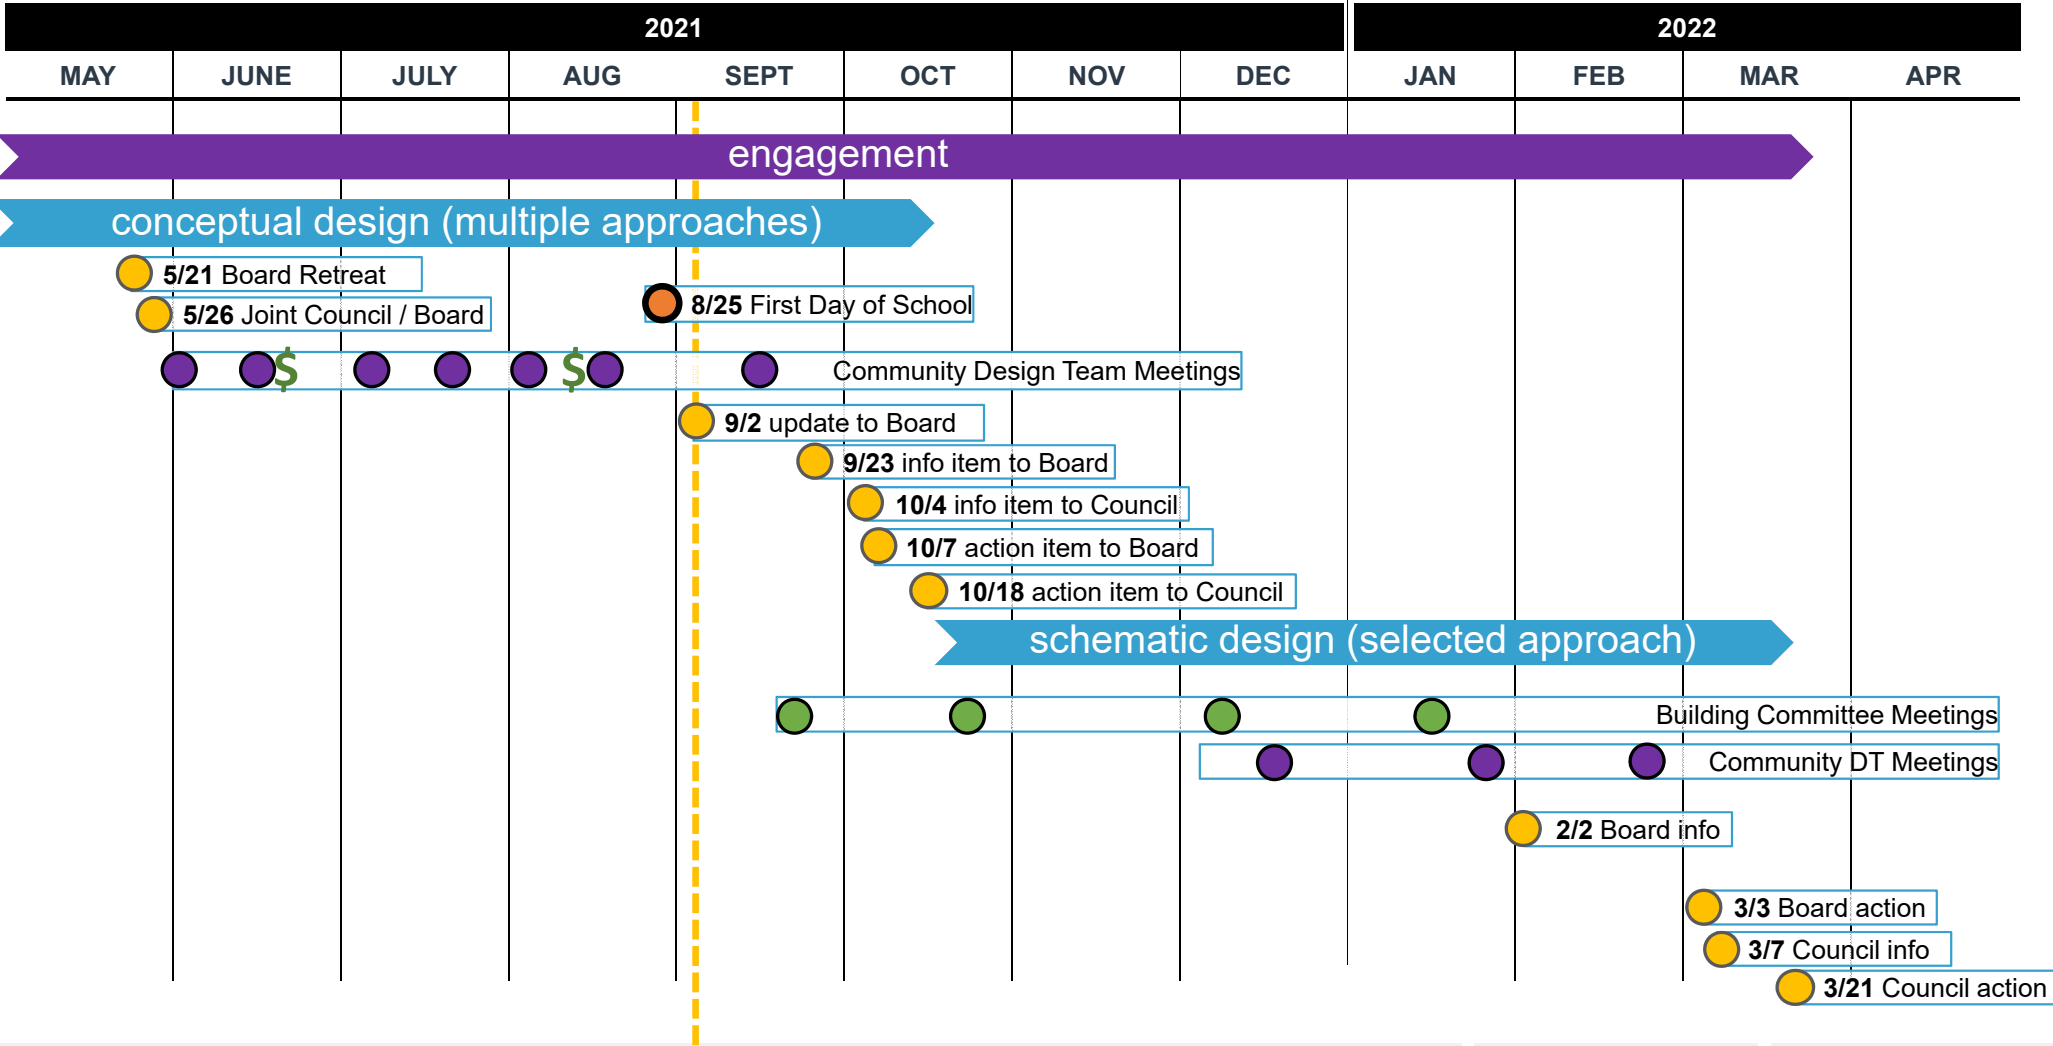 2021
2022
MAY
JUNE
JULY
AUG
SEPT
OCT
NOV
DEC
JAN
FEB
MAR
APR
engagement
conceptual design (multiple approaches)
5/21 Board Retreat
8/25 First Day of School
5/26 Joint Council / Board
$
$
Community Design Team Meetings
9/2 update to Board
9/23 info item to Board
10/4 info item to Council
10/7 action item to Board
10/18 action item to Council
schematic design (selected approach)
Building Committee Meetings
Community DT Meetings
2/2 Board info
3/3 Board action
3/7 Council info
3/21 Council action